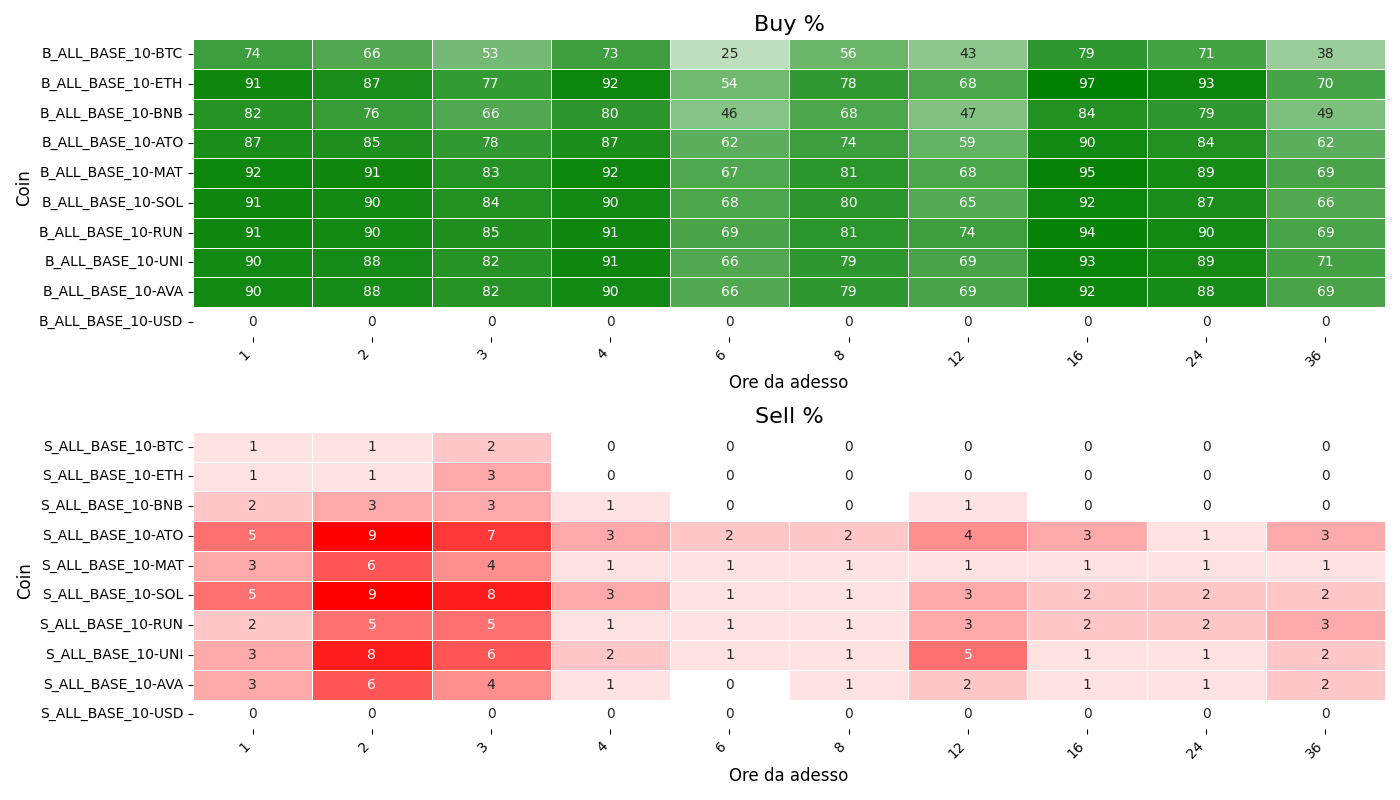 Buy %
B_ALL_BASE_10-BTC 74 66 53 73 25 56 43 79 71 38
B_ALL_BASE_10-ETH 91 87 77 92 54 78 68 97 93 70
B_ALL_BASE_10-BNB 82 76 66 80 46 68 47 84 79 49
B_ALL_BASE_10-ATO 87 85 78 87 62 74 59 90 84 62
B_ALL_BASE_10-MAT 92 91 83 92 67 81 68 95 89 69
B_ALL_BASE_10-SOL 91 90 84 90 68 80 65 92 87 66
B_ALL_BASE_10-RUN 91 90 85 91 69 81 74 94 90 69
B_ALL_BASE_10-UNI 90 88 82 91 66 79 69 93 89 71
B_ALL_BASE_10-AVA 90 88 82 90 66 79 69 92 88 69
B_ALL_BASE_10-USD 0 0 0 0 0 0 0 0 0 0
Coin
1 2 3 4 6 8 12 16 24 36
Ore da adesso
Sell %
S_ALL_BASE_10-BTC 1 1 2 0 0 0 0 0 0 0
S_ALL_BASE_10-ETH 1 1 3 0 0 0 0 0 0 0
S_ALL_BASE_10-BNB 2 3 3 1 0 0 1 0 0 0
S_ALL_BASE_10-ATO 5 9 7 3 2 2 4 3 1 3
S_ALL_BASE_10-MAT 3 6 4 1 1 1 1 1 1 1
S_ALL_BASE_10-SOL 5 9 8 3 1 1 3 2 2 2
S_ALL_BASE_10-RUN 2 5 5 1 1 1 3 2 2 3
S_ALL_BASE_10-UNI 3 8 6 2 1 1 5 1 1 2
S_ALL_BASE_10-AVA 3 6 4 1 0 1 2 1 1 2
S_ALL_BASE_10-USD 0 0 0 0 0 0 0 0 0 0
Coin
1 2 3 4 6 8 12 16 24 36
Ore da adesso